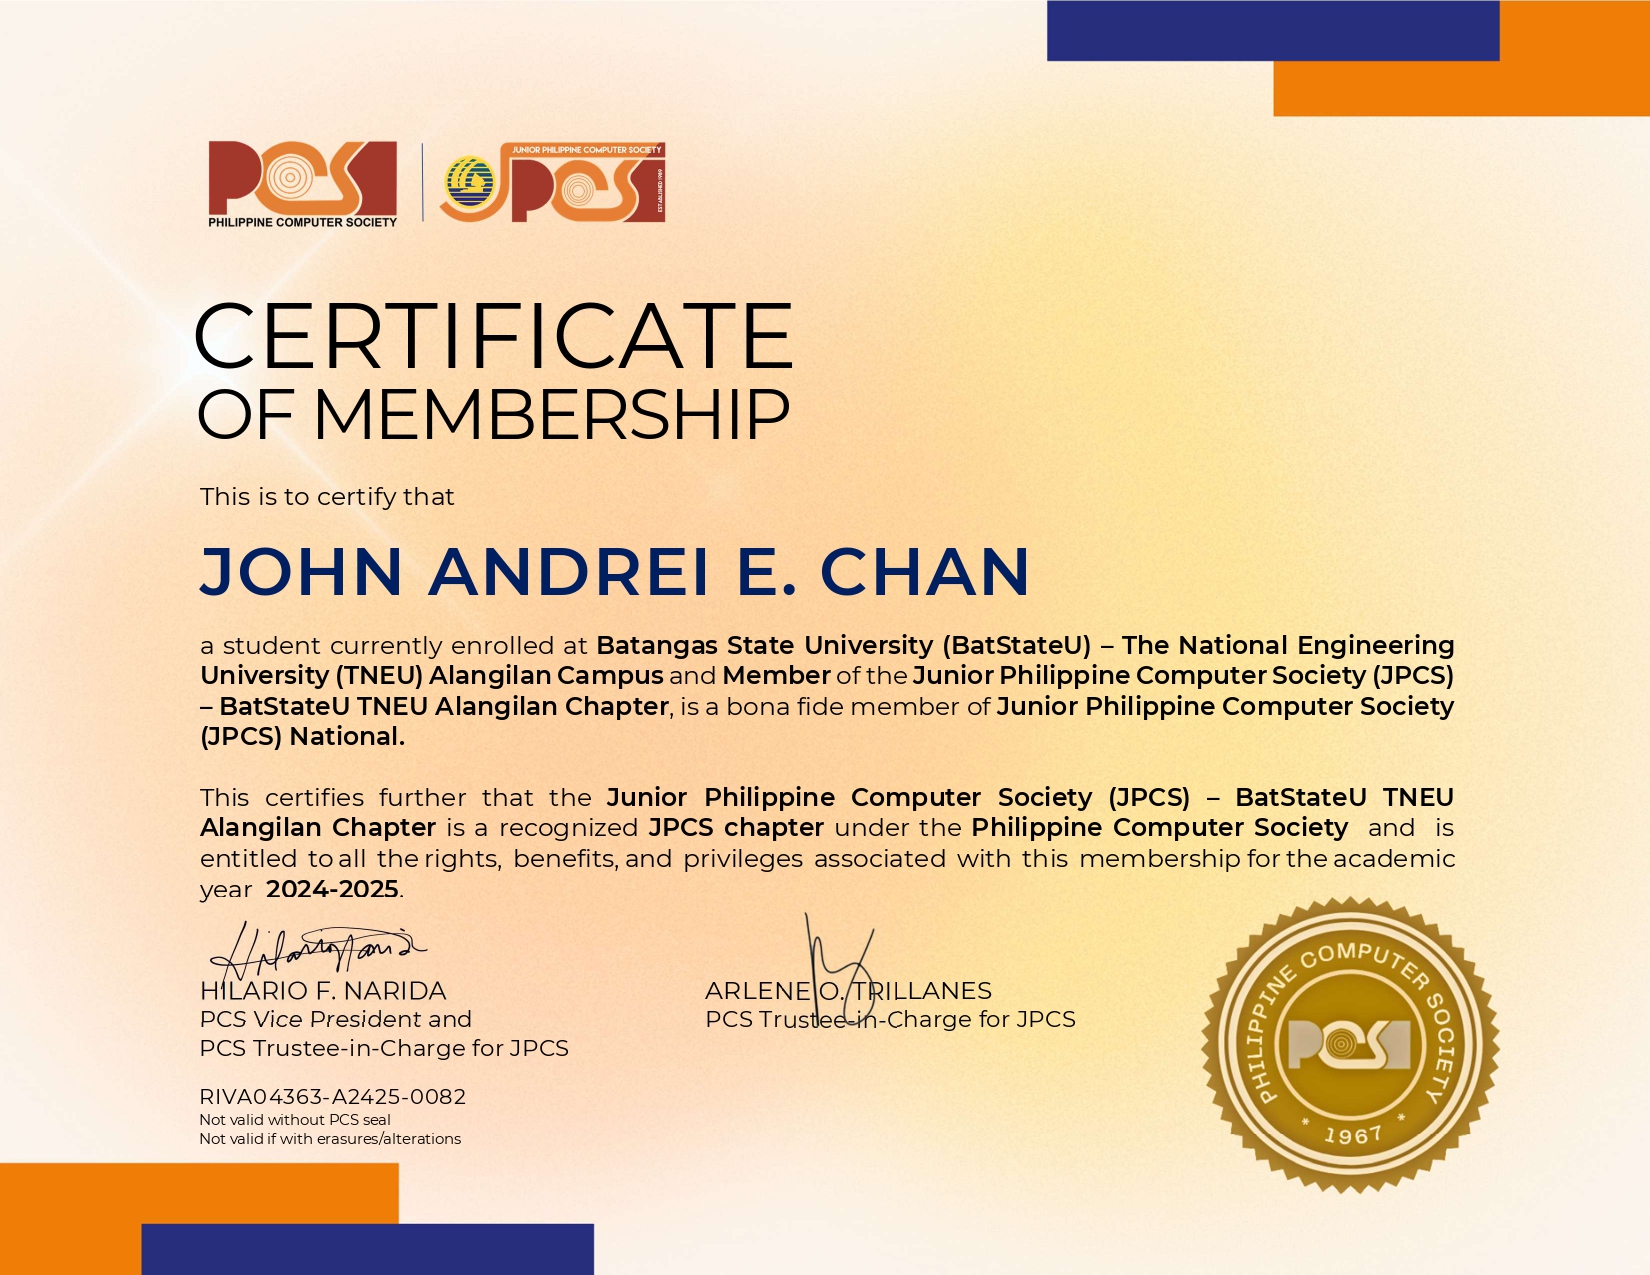 PCS
PHILIPPINE COMPUTER SOCIETY
JUNIOR PHILIPPINE COMPUTER SOCIETY
JPCS
ESTABLISHED 1989
CERTIFICATE
OF MEMBERSHIP
This is to certify that
JOHN ANDREI E. CHAN
a student currently enrolled at Batangas State University (BatStateU) – The National Engineering
University (TNEU) Alangilan Campus and Member of the Junior Philippine Computer Society (JPCS)
– BatStateU TNEU Alangilan Chapter, is a bona fide member of Junior Philippine Computer Society
(JPCS) National.
This certifies further that the Junior Philippine Computer Society (JPCS) – BatStateU TNEU
Alangilan Chapter is a recognized JPCS chapter under the Philippine Computer Society and is
entitled to all the rights, benefits, and privileges associated with this membership for the academic
year 2024-2025.
HILARIO F. NARIDA
PCS Vice President and
PCS Trustee-in-Charge for JPCS
ARLENE O. TRILLANES
PCS Trustee-in-Charge for JPCS
RIVA04363-A2425-0082
Not valid without PCS seal
Not valid if with erasures/alterations
PHILIPPINE COMPUTER SOCIETY
PCS
* 1967 *